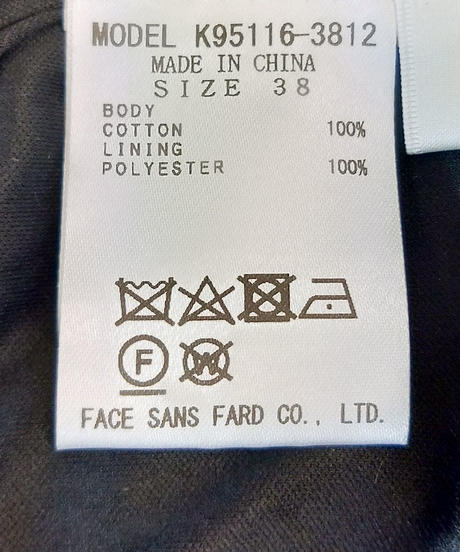 MODEL K95116-3812
MADE IN CHINA
SIZE 38
BODY
COTTON 100%
LINING
POLYESTER 100%
F W
FACE SANS FARD CO., LTD.